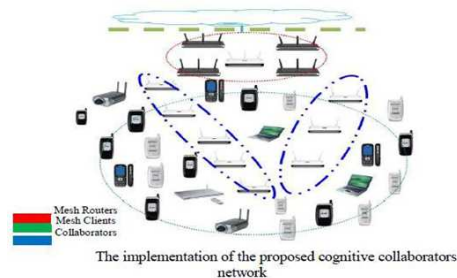 Mesh Routers
Mesh Clients
Collaborators
The implementation of the proposed cognitive collaborators
network